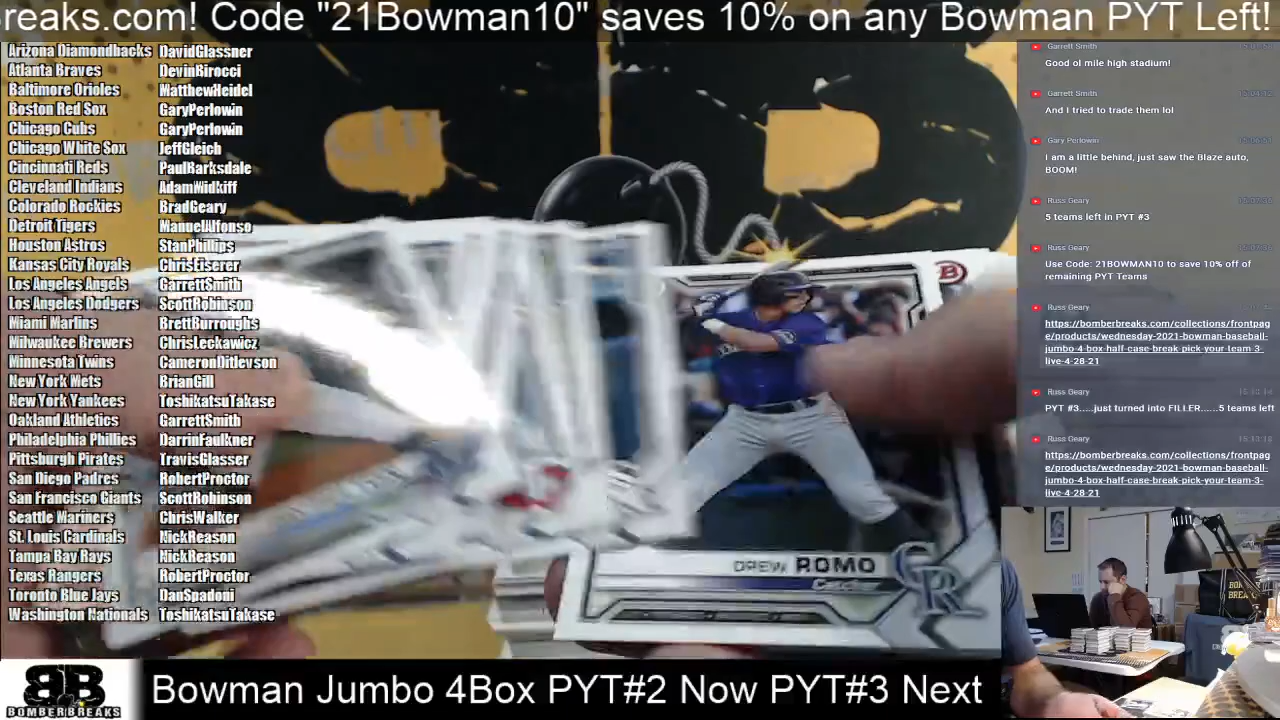 reaks.com! Code "21Bowman10" saves 10% on any Bowman PYT Left!
Arizona Diamondbacks DavidGlassner
Atlanta Braves DevinBirocci
Baltimore Orioles MatthewHeidel
Boston Red Sox GaryPerlowin
Chicago Cubs GaryPerlowin
Chicago White Sox JeffGleich
Cincinnati Reds PaulBarksdale
Cleveland Indians AdamWidkiff
Colorado Rockies BradGeary
Detroit Tigers ManuelAlfonso
Houston Astros StanPhillips
Kansas City Royals ChrisEiserer
Los Angeles Angels GarrettSmith
Los Angeles Dodgers ScottRobinson
Miami Marlins BrettBurroughs
Milwaukee Brewers ChrisLeckawicz
Minnesota Twins CameronDitlevson
New York Mets BrianGill
New York Yankees ToshikatsuTakase
Oakland Athletics GarrettSmith
Philadelphia Phillies DarrinFaulkner
Pittsburgh Pirates TravisGlasser
San Diego Padres RobertProctor
San Francisco Giants ScottRobinson
Seattle Mariners ChrisWalker
St. Louis Cardinals NickReason
Tampa Bay Rays NickReason
Texas Rangers RobertProctor
Toronto Blue Jays DanSpadoni
Washington Nationals ToshikatsuTakase
B
DREW ROMO
Catcher
CR
Garrett Smith
Good ol mile high stadium!
Garrett Smith
And I tried to trade them lol
Gary Perlowin
I am a little behind, just saw the Blaze auto,
BOOM!
Russ Geary
5 teams left in PYT #3
Russ Geary
Use Code: 21BOWMAN10 to save 10% off of
remaining PYT Teams
Russ Geary
https://bomberbreaks.com/collections/frontpag
e/products/wednesday-2021-bowman-baseball-
jumbo-4-box-half-case-break-pick-your-team-3-
live-4-28-21
Russ Geary
PYT #3.....just turned into FILLER......5 teams left
Russ Geary
https://bomberbreaks.com/collections/frontpag
e/products/wednesday-2021-bowman-baseball-
jumbo-4-box-half-case-break-pick-your-team-3-
live-4-28-21
BB
BOMBERBREAKS
Bowman Jumbo 4Box PYT#2 Now PYT#3 Next